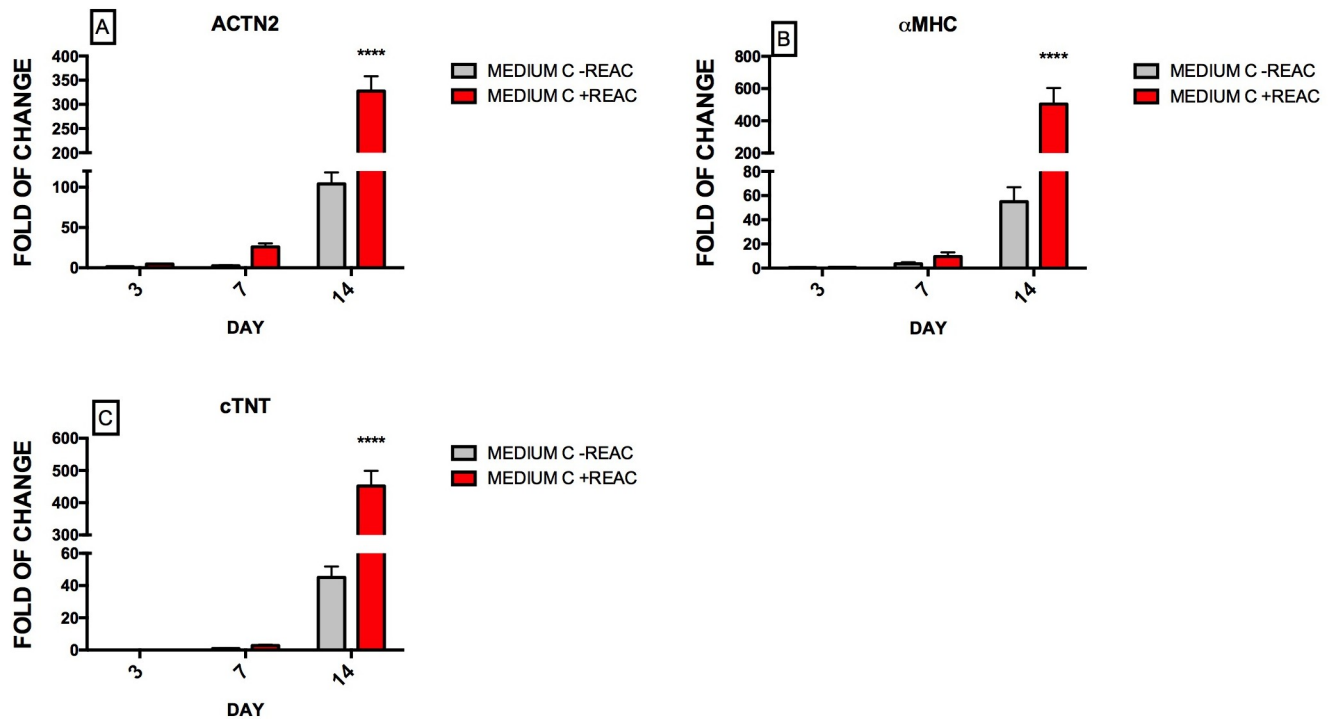 A
ACTN2
FOLD OF CHANGE
400
350
300
250
200
100
50
0
****
3
7
14
DAY
MEDIUM C -REAC
MEDIUM C +REAC
B
αMHC
FOLD OF CHANGE
800
600
400
200
80
60
40
20
0
****
3
7
14
DAY
MEDIUM C -REAC
MEDIUM C +REAC
C
cTNT
FOLD OF CHANGE
600
500
400
300
60
40
20
0
****
3
7
14
DAY
MEDIUM C -REAC
MEDIUM C +REAC